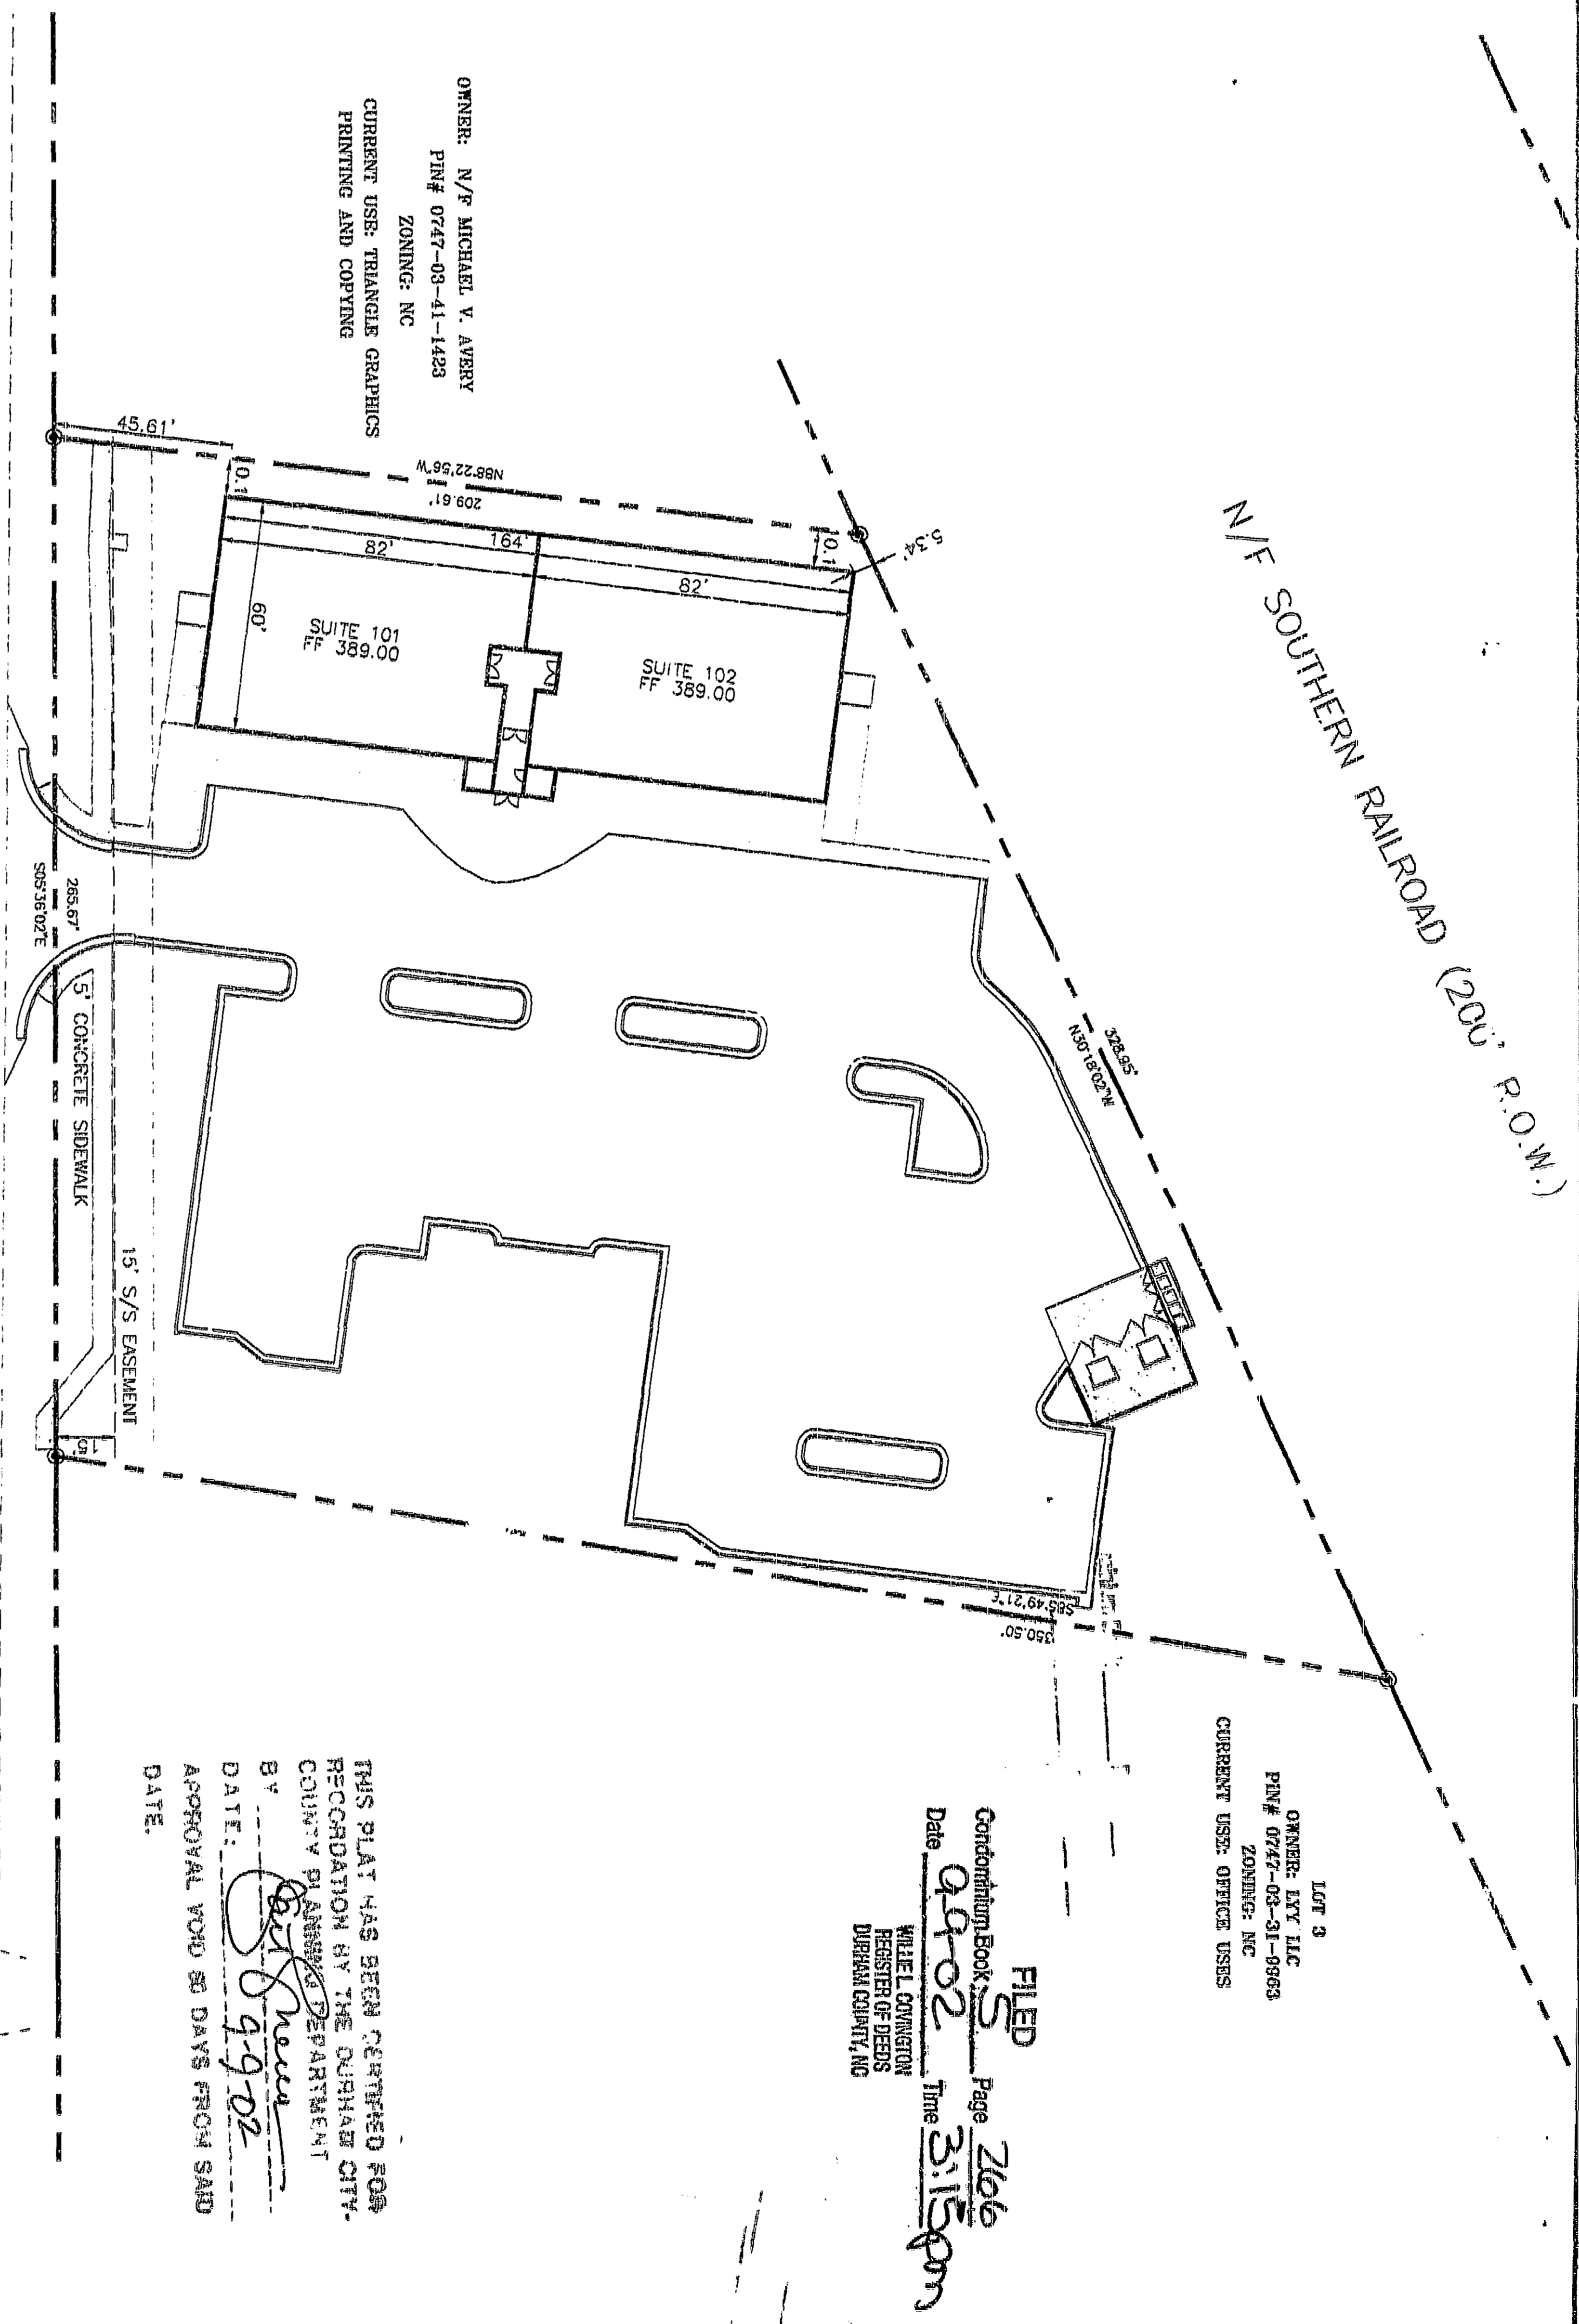 N/F SOUTHERN RAILROAD (200' R.O.W.)
OWNER: N/F MICHAEL V. AVERY
PIN# 0747-03-41-1423
ZONING: NC
CURRENT USE: TRIANGLE GRAPHICS
PRINTING AND COPYING
45.61'
10.1
N88°22'56"W
209.61'
10.1
5.34'
164
82'
82'
60'
SUITE 101
FF 389.00
SUITE 102
FF 389.00
328.95'
N30°18'02"W
265.67'
S05°36'02"E
5' CONCRETE SIDEWALK
15' S/S EASEMENT
15'
S85°49'21"E
350.50'
LOT 3
OWNER: LYY LLC
PIN# 0747-03-31-9963
ZONING: NC
CURRENT USE: OFFICE USES
FILED
Condominium Book 5 Page 266
Date 9-9-02 Time 3:15pm
WILLIE L. COVINGTON
REGISTER OF DEEDS
DURHAM COUNTY, NC
THIS PLAT HAS BEEN CERTIFIED FOR
RECORDATION BY THE DURHAM CITY-
COUNTY PLANNING DEPARTMENT
BY
DATE: 9-9-02
APPROVAL VOID 60 DAYS FROM SAID
DATE.